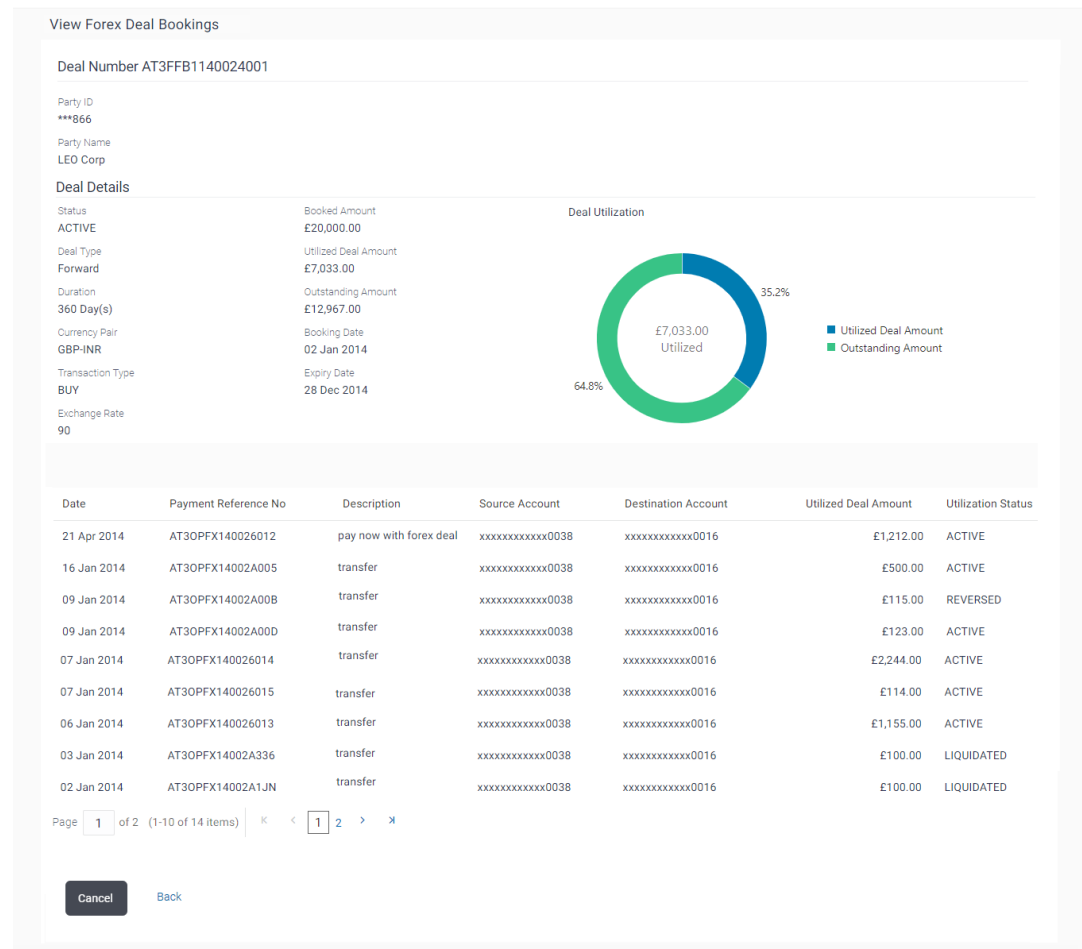 View Forex Deal Bookings
Deal Number AT3FFB1140024001
Party ID
***866
Party Name
LEO Corp
Deal Details
Status
ACTIVE
Deal Type
Forward
Duration
360 Day(s)
Currency Pair
GBP-INR
Transaction Type
BUY
Exchange Rate
90
Booked Amount
£20,000.00
Utilized Deal Amount
£7,033.00
Outstanding Amount
£12,967.00
Booking Date
02 Jan 2014
Expiry Date
28 Dec 2014
Deal Utilization
35.2%
£7,033.00
Utilized
64.8%
Utilized Deal Amount
Outstanding Amount
Date Payment Reference No Description Source Account Destination Account Utilized Deal Amount Utilization Status
21 Apr 2014 AT3OPFX140026012 pay now with forex deal xxxxxxxxxxxx0038 xxxxxxxxxxxx0016 £1,212.00 ACTIVE
16 Jan 2014 AT3OPFX14002A005 transfer xxxxxxxxxxxx0038 xxxxxxxxxxxx0016 £500.00 ACTIVE
09 Jan 2014 AT3OPFX14002A00B transfer xxxxxxxxxxxx0038 xxxxxxxxxxxx0016 £115.00 REVERSED
09 Jan 2014 AT3OPFX14002A00D transfer xxxxxxxxxxxx0038 xxxxxxxxxxxx0016 £123.00 ACTIVE
07 Jan 2014 AT3OPFX140026014 transfer xxxxxxxxxxxx0038 xxxxxxxxxxxx0016 £2,244.00 ACTIVE
07 Jan 2014 AT3OPFX140026015 transfer xxxxxxxxxxxx0038 xxxxxxxxxxxx0016 £114.00 ACTIVE
06 Jan 2014 AT3OPFX140026013 transfer xxxxxxxxxxxx0038 xxxxxxxxxxxx0016 £1,155.00 ACTIVE
03 Jan 2014 AT3OPFX14002A336 transfer xxxxxxxxxxxx0038 xxxxxxxxxxxx0016 £100.00 LIQUIDATED
02 Jan 2014 AT3OPFX14002A1JN transfer xxxxxxxxxxxx0038 xxxxxxxxxxxx0016 £100.00 LIQUIDATED
Page 1 of 2 (1-10 of 14 items) 1 2
Cancel Back